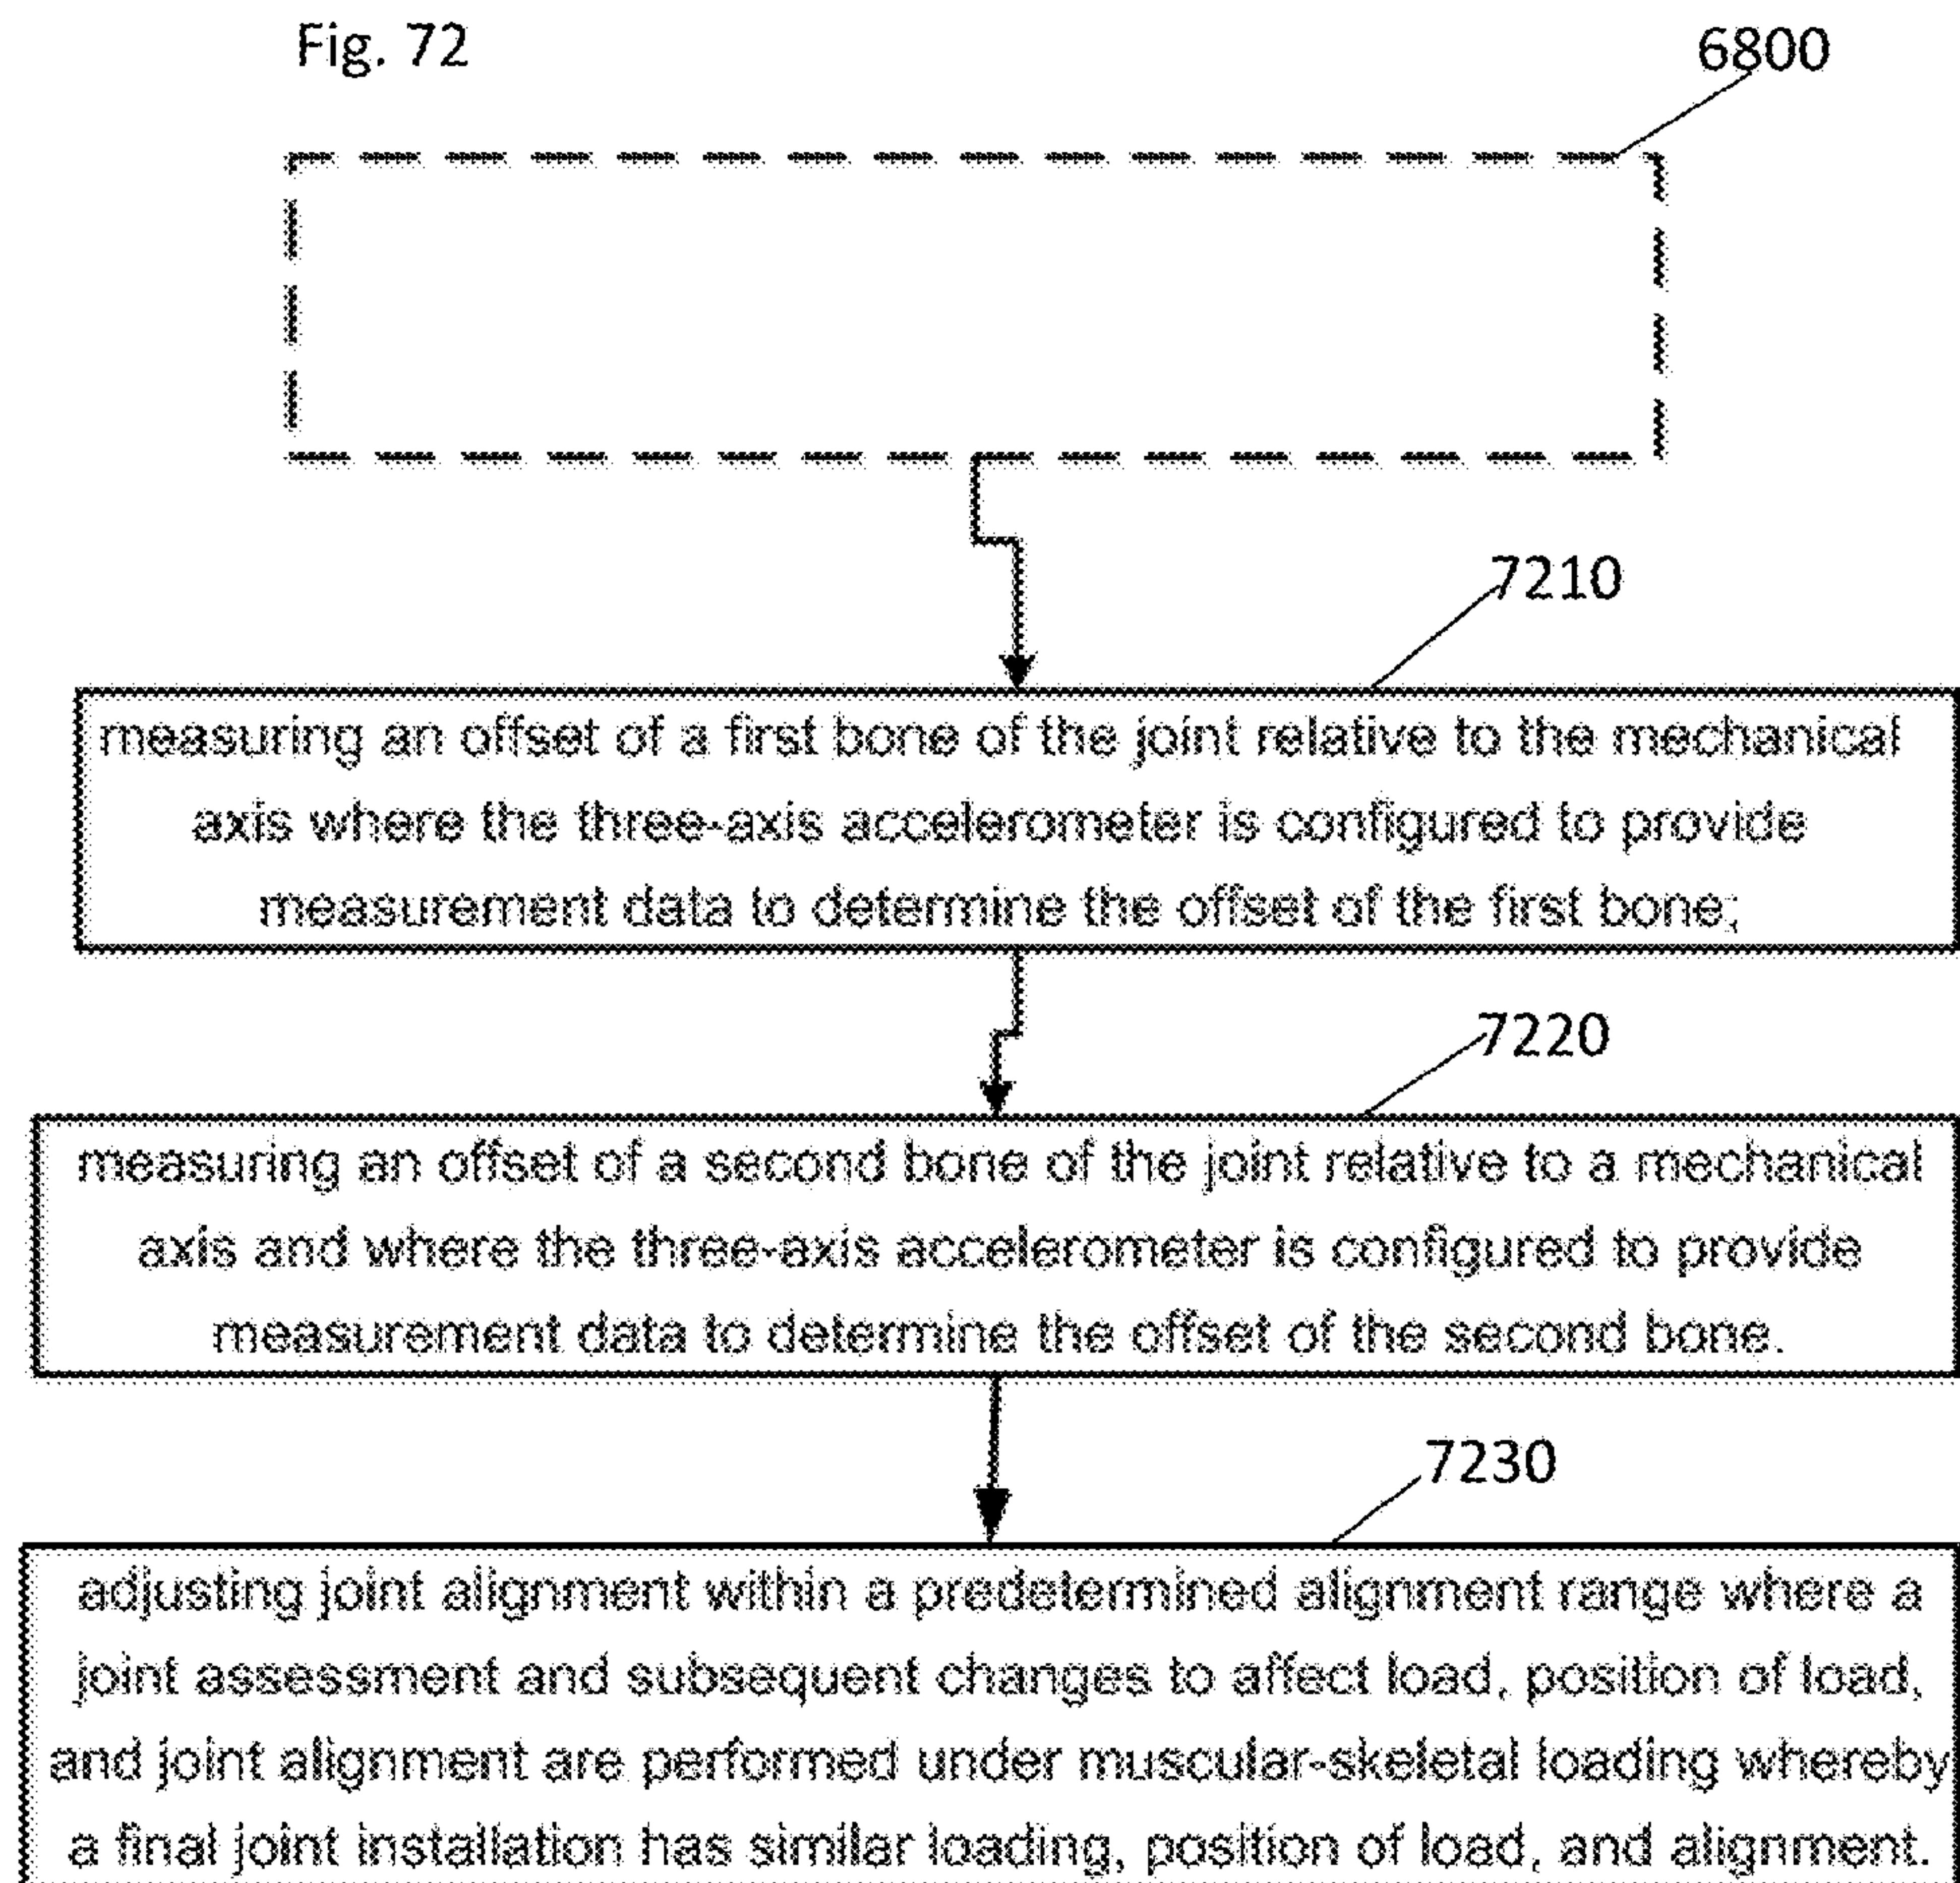 Fig. 72
6800
7210
measuring an offset of a first bone of the joint relative to the mechanical
axis where the three-axis accelerometer is configured to provide
measurement data to determine the offset of the first bone;
7220
measuring an offset of a second bone of the joint relative to a mechanical
axis and where the three-axis accelerometer is configured to provide
measurement data to determine the offset of the second bone.
7230
adjusting joint alignment within a predetermined alignment range where a
joint assessment and subsequent changes to affect load, position of load,
and joint alignment are performed under muscular-skeletal loading whereby
a final joint installation has similar loading, position of load, and alignment.